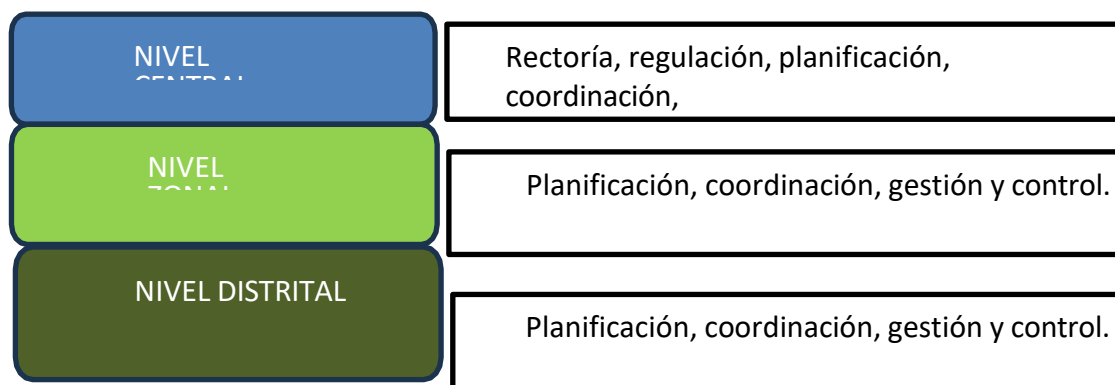 NIVEL
Rectoría, regulación, planificación,
coordinación,
NIVEL
Planificación, coordinación, gestión y control.
NIVEL DISTRITAL
Planificación, coordinación, gestión y control.